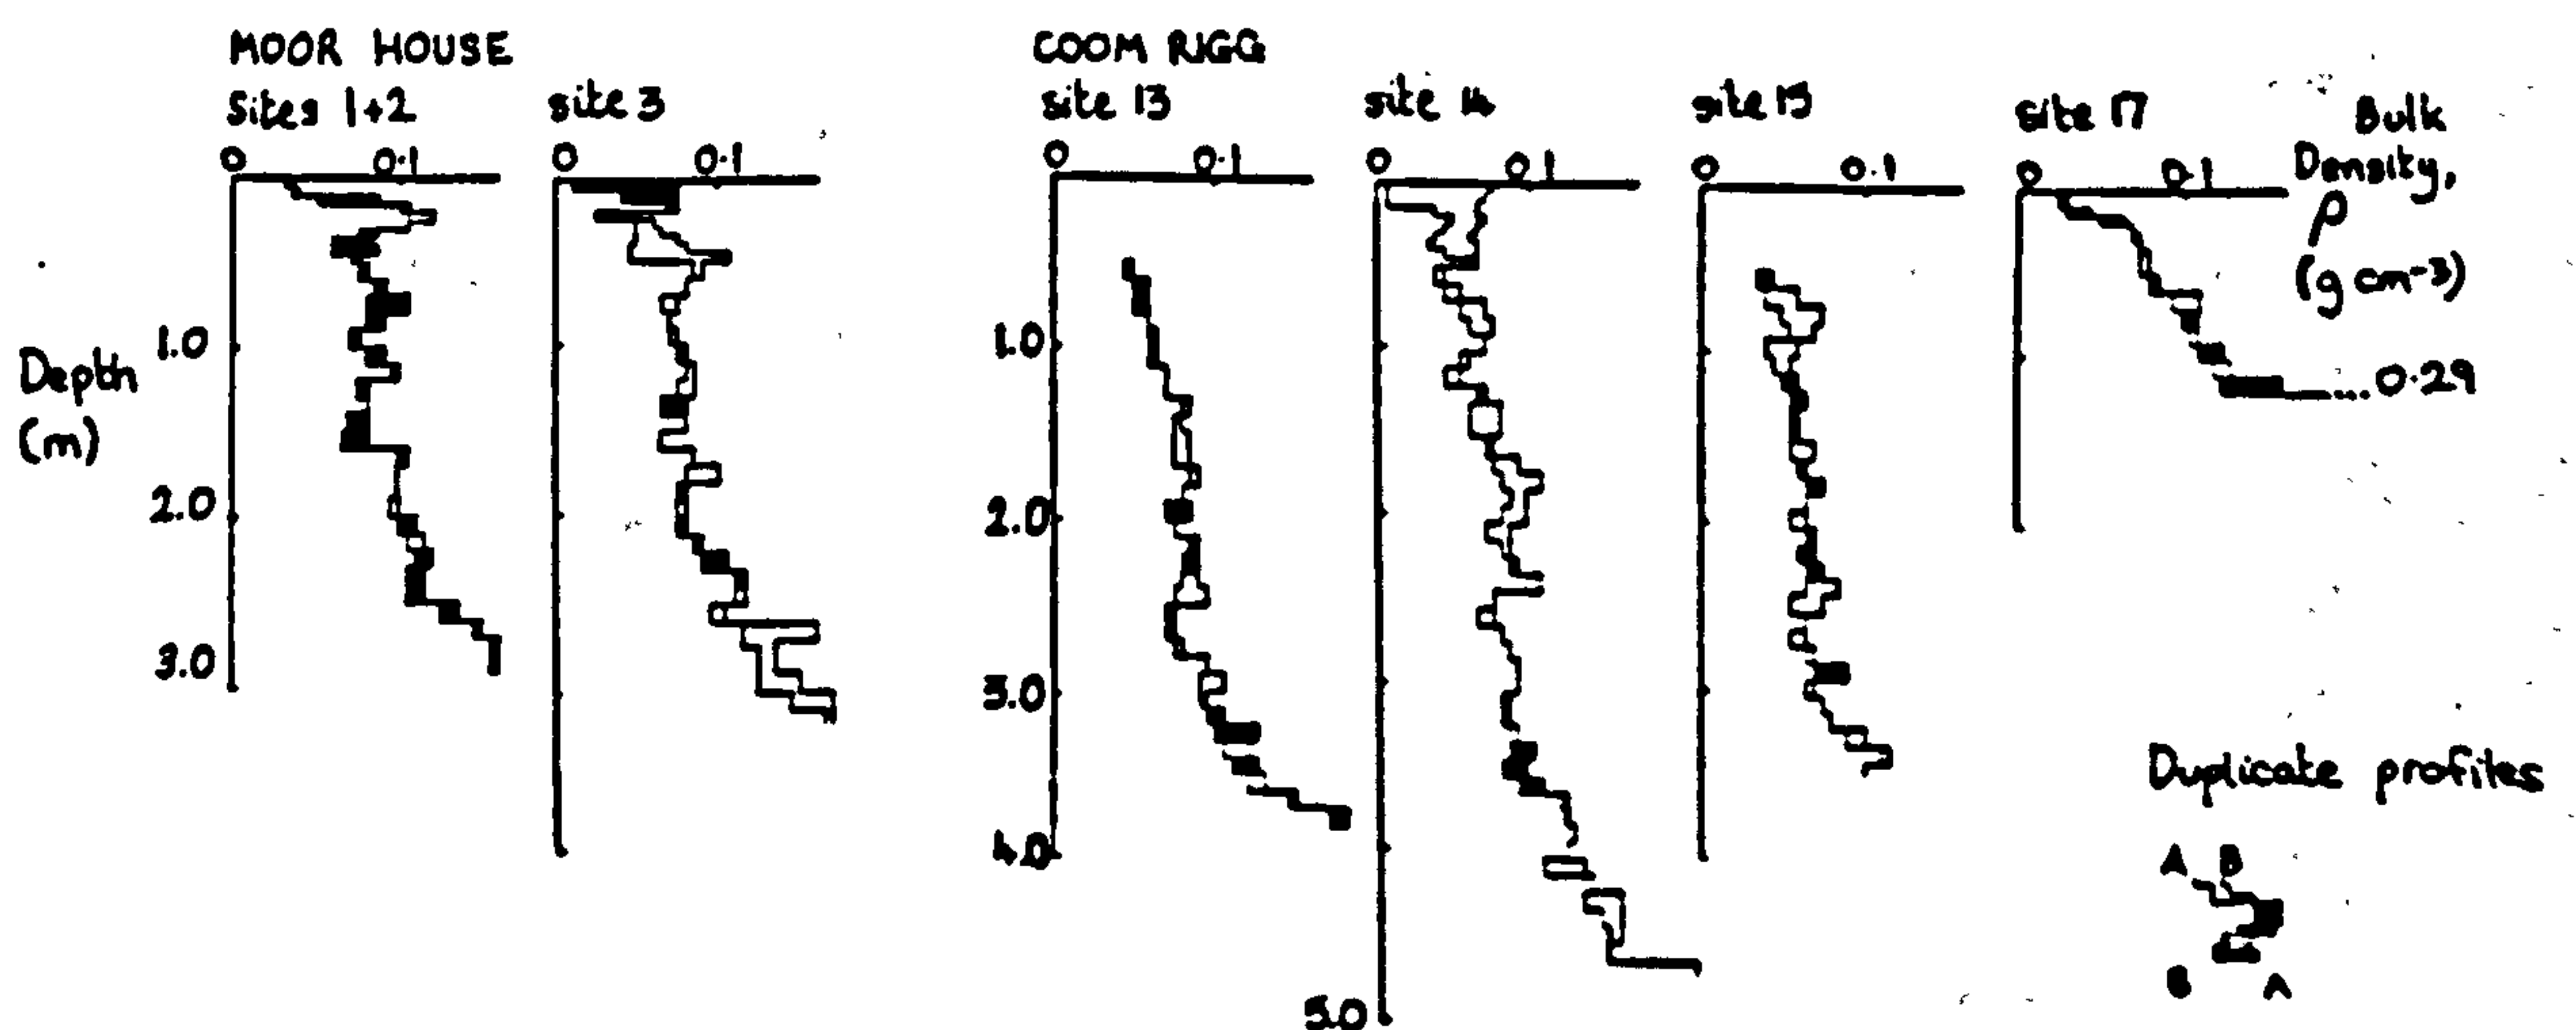 MOOR HOUSE
Sites 1+2
site 3
COOM RIGG
site 13
site 14
site 15
site 17
Bulk
Density,
ρ
(g cm-3)
0 0.1
0 0.1
0 0.1
0 0.1
0 0.1
0 0.1
Depth
(m)
1.0
2.0
3.0
1.0
2.0
3.0
4.0
5.0
...0.29
Duplicate profiles
A B
B A